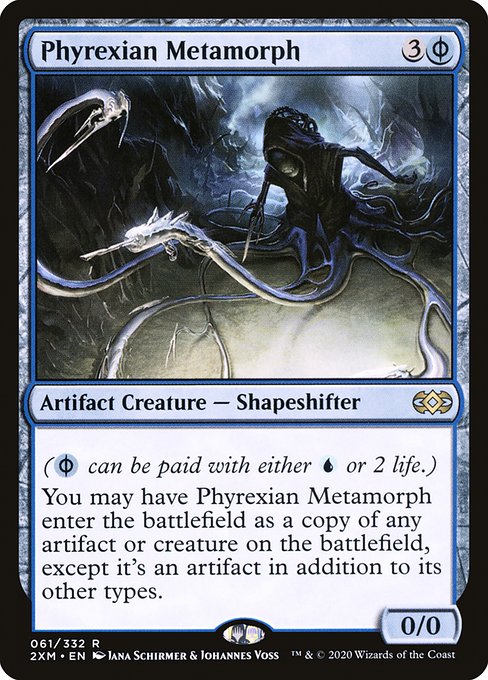 Phyrexian Metamorph 3
Artifact Creature — Shapeshifter
( can be paid with either or 2 life.)
You may have Phyrexian Metamorph
enter the battlefield as a copy of any
artifact or creature on the battlefield,
except it's an artifact in addition to its
other types.
0/0
061/332 R
2XM • EN Jana Schirmer & Johannes Voss ™ & © 2020 Wizards of the Coast